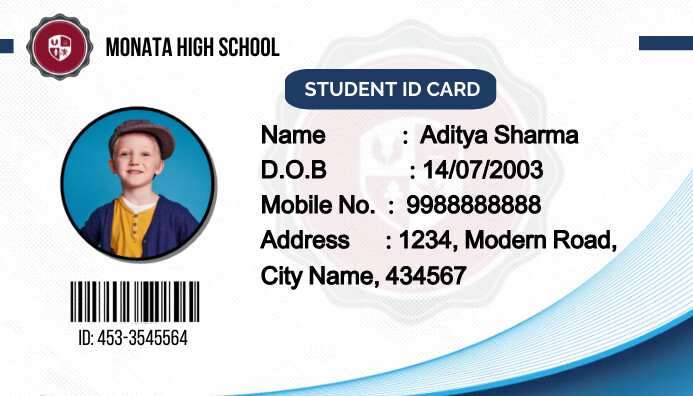 MONATA HIGH SCHOOL
STUDENT ID CARD
Name : Aditya Sharma
D.O.B : 14/07/2003
Mobile No. : 9988888888
Address : 1234, Modern Road,
City Name, 434567
ID: 453-3545564